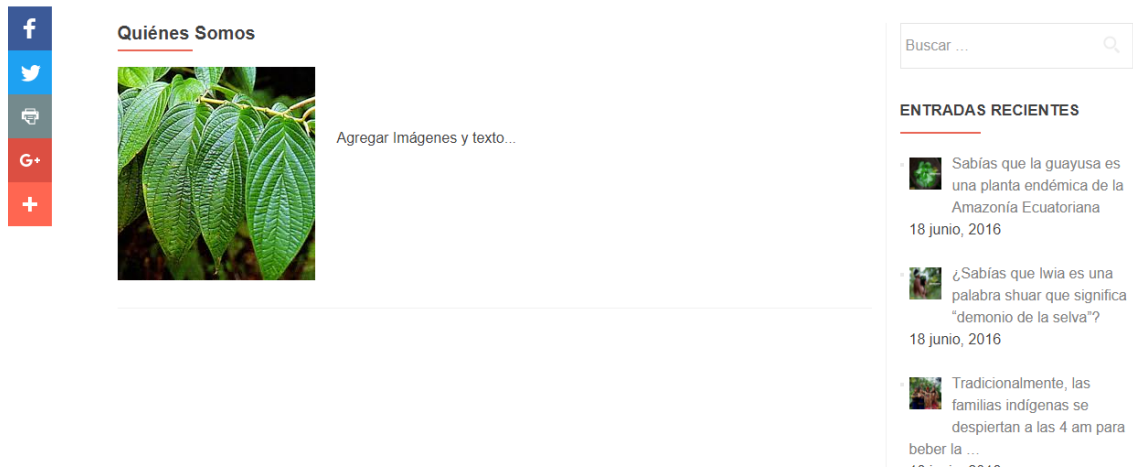 Quiénes Somos
Agregar Imágenes y texto...
Buscar ...
ENTRADAS RECIENTES
Sabías que la guayusa es
una planta endémica de la
Amazonía Ecuatoriana
18 junio, 2016
¿Sabías que Iwia es una
palabra shuar que significa
“demonio de la selva”?
18 junio, 2016
Tradicionalmente, las
familias indígenas se
despiertan a las 4 am para
beber la ...
G+